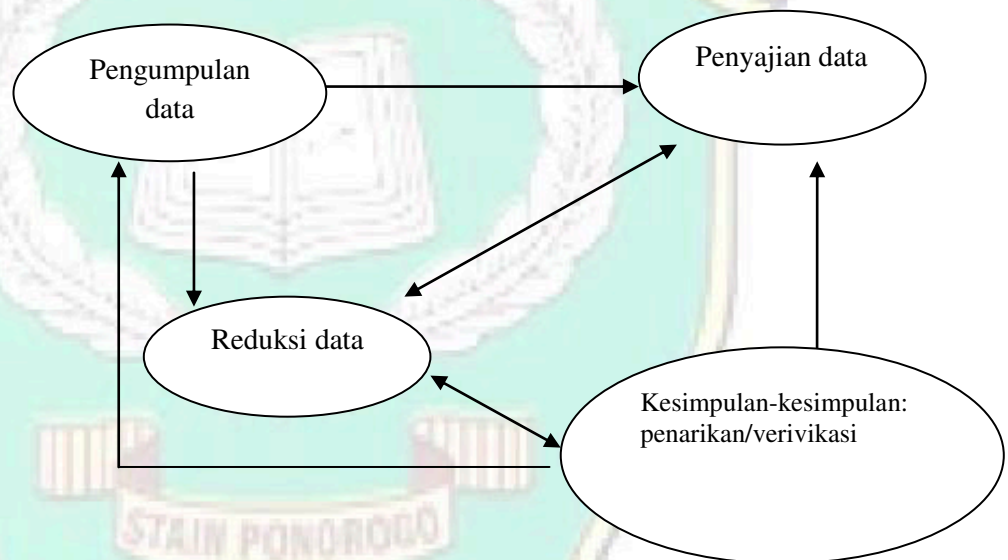 Pengumpulan
data
Penyajian data
Reduksi data
Kesimpulan-kesimpulan:
penarikan/verivikasi
STAIN PONOROGO